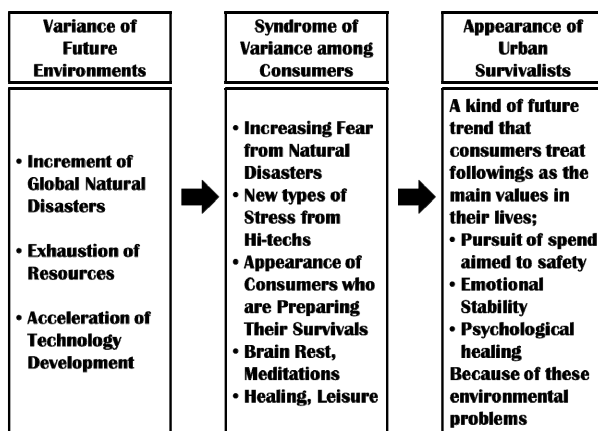 Variance of
Future
Environments
Syndrome of
Variance among
Consumers
Appearance of
Urban
Survivalists
• Increment of
Global Natural
Disasters
• Exhaustion of
Resources
• Acceleration of
Technology
Development
• Increasing Fear
from Natural
Disasters
• New types of
Stress from
Hi-techs
• Appearance of
Consumers who
are Preparing
Their Survivals
• Brain Rest,
Meditations
• Healing, Leisure
A kind of future
trend that
consumers treat
followings as the
main values in
their lives;
• Pursuit of spend
aimed to safety
• Emotional
Stability
• Psychological
healing
Because of these
environmental
problems